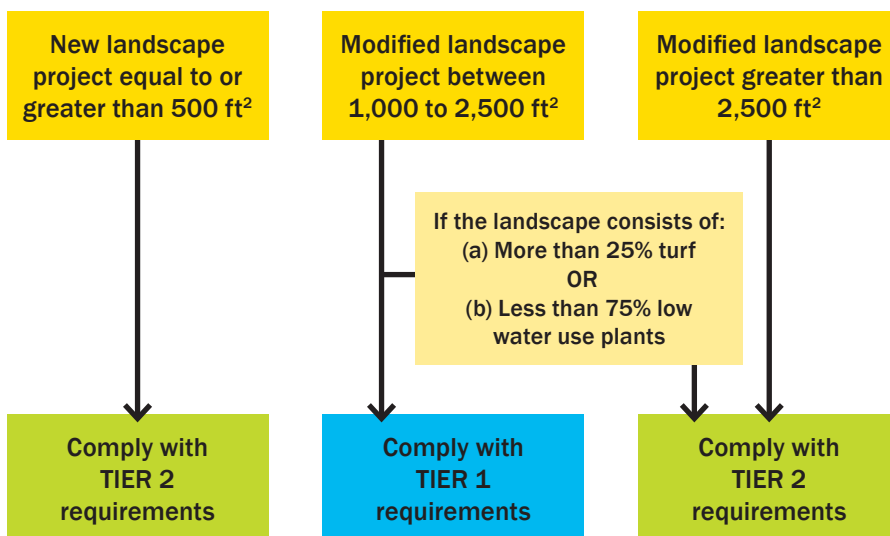 New landscape
project equal to or
greater than 500 ft²
Modified landscape
project between
1,000 to 2,500 ft²
Modified landscape
project greater than
2,500 ft²
If the landscape consists of:
(a) More than 25% turf
OR
(b) Less than 75% low
water use plants
Comply with
TIER 2
requirements
Comply with
TIER 1
requirements
Comply with
TIER 2
requirements